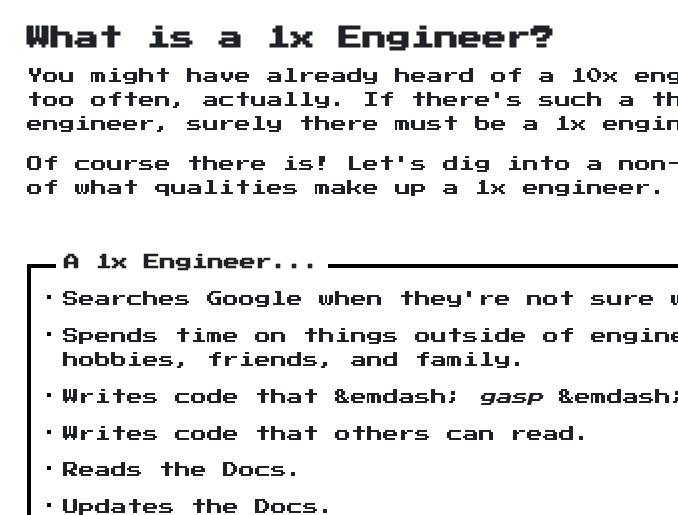 What is a 1x Engineer?
You might have already heard of a 10x eng
too often, actually. If there's such a th
engineer, surely there must be a 1x engin
Of course there is! Let's dig into a non-
of what qualities make up a 1x engineer.
A 1x Engineer...
· Searches Google when they're not sure w
· Spends time on things outside of engine
hobbies, friends, and family.
· Writes code that &emdash; gasp &emdash;
· Writes code that others can read.
· Reads the Docs.
· Updates the Docs.